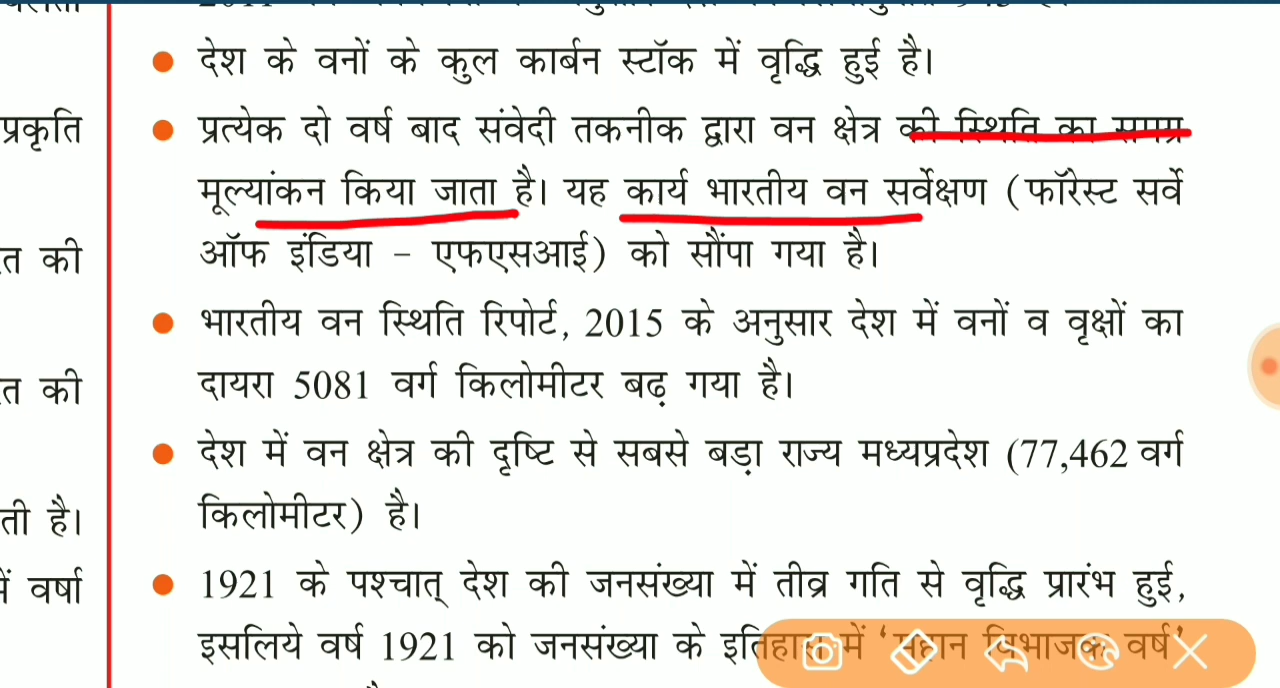 देश के वनों के कुल कार्बन स्टॉक में वृद्धि हुई है।
प्रकृति
प्रत्येक दो वर्ष बाद संवेदी तकनीक द्वारा वन क्षेत्र की स्थिति का समग्र
मूल्यांकन किया जाता है। यह कार्य भारतीय वन सर्वेक्षण (फॉरेस्ट सर्वे
त की
ऑफ इंडिया - एफएसआई) को सौंपा गया है।
भारतीय वन स्थिति रिपोर्ट, 2015 के अनुसार देश में वनों व वृक्षों का
त की
दायरा 5081 वर्ग किलोमीटर बढ़ गया है।
देश में वन क्षेत्र की दृष्टि से सबसे बड़ा राज्य मध्यप्रदेश (77,462 वर्ग
ती है।
किलोमीटर) है।
में वर्षा
1921 के पश्चात् देश की जनसंख्या में तीव्र गति से वृद्धि प्रारंभ हुई,
इसलिये वर्ष 1921 को जनसंख्या के इतिहास में ‘महान विभाजक वर्ष’